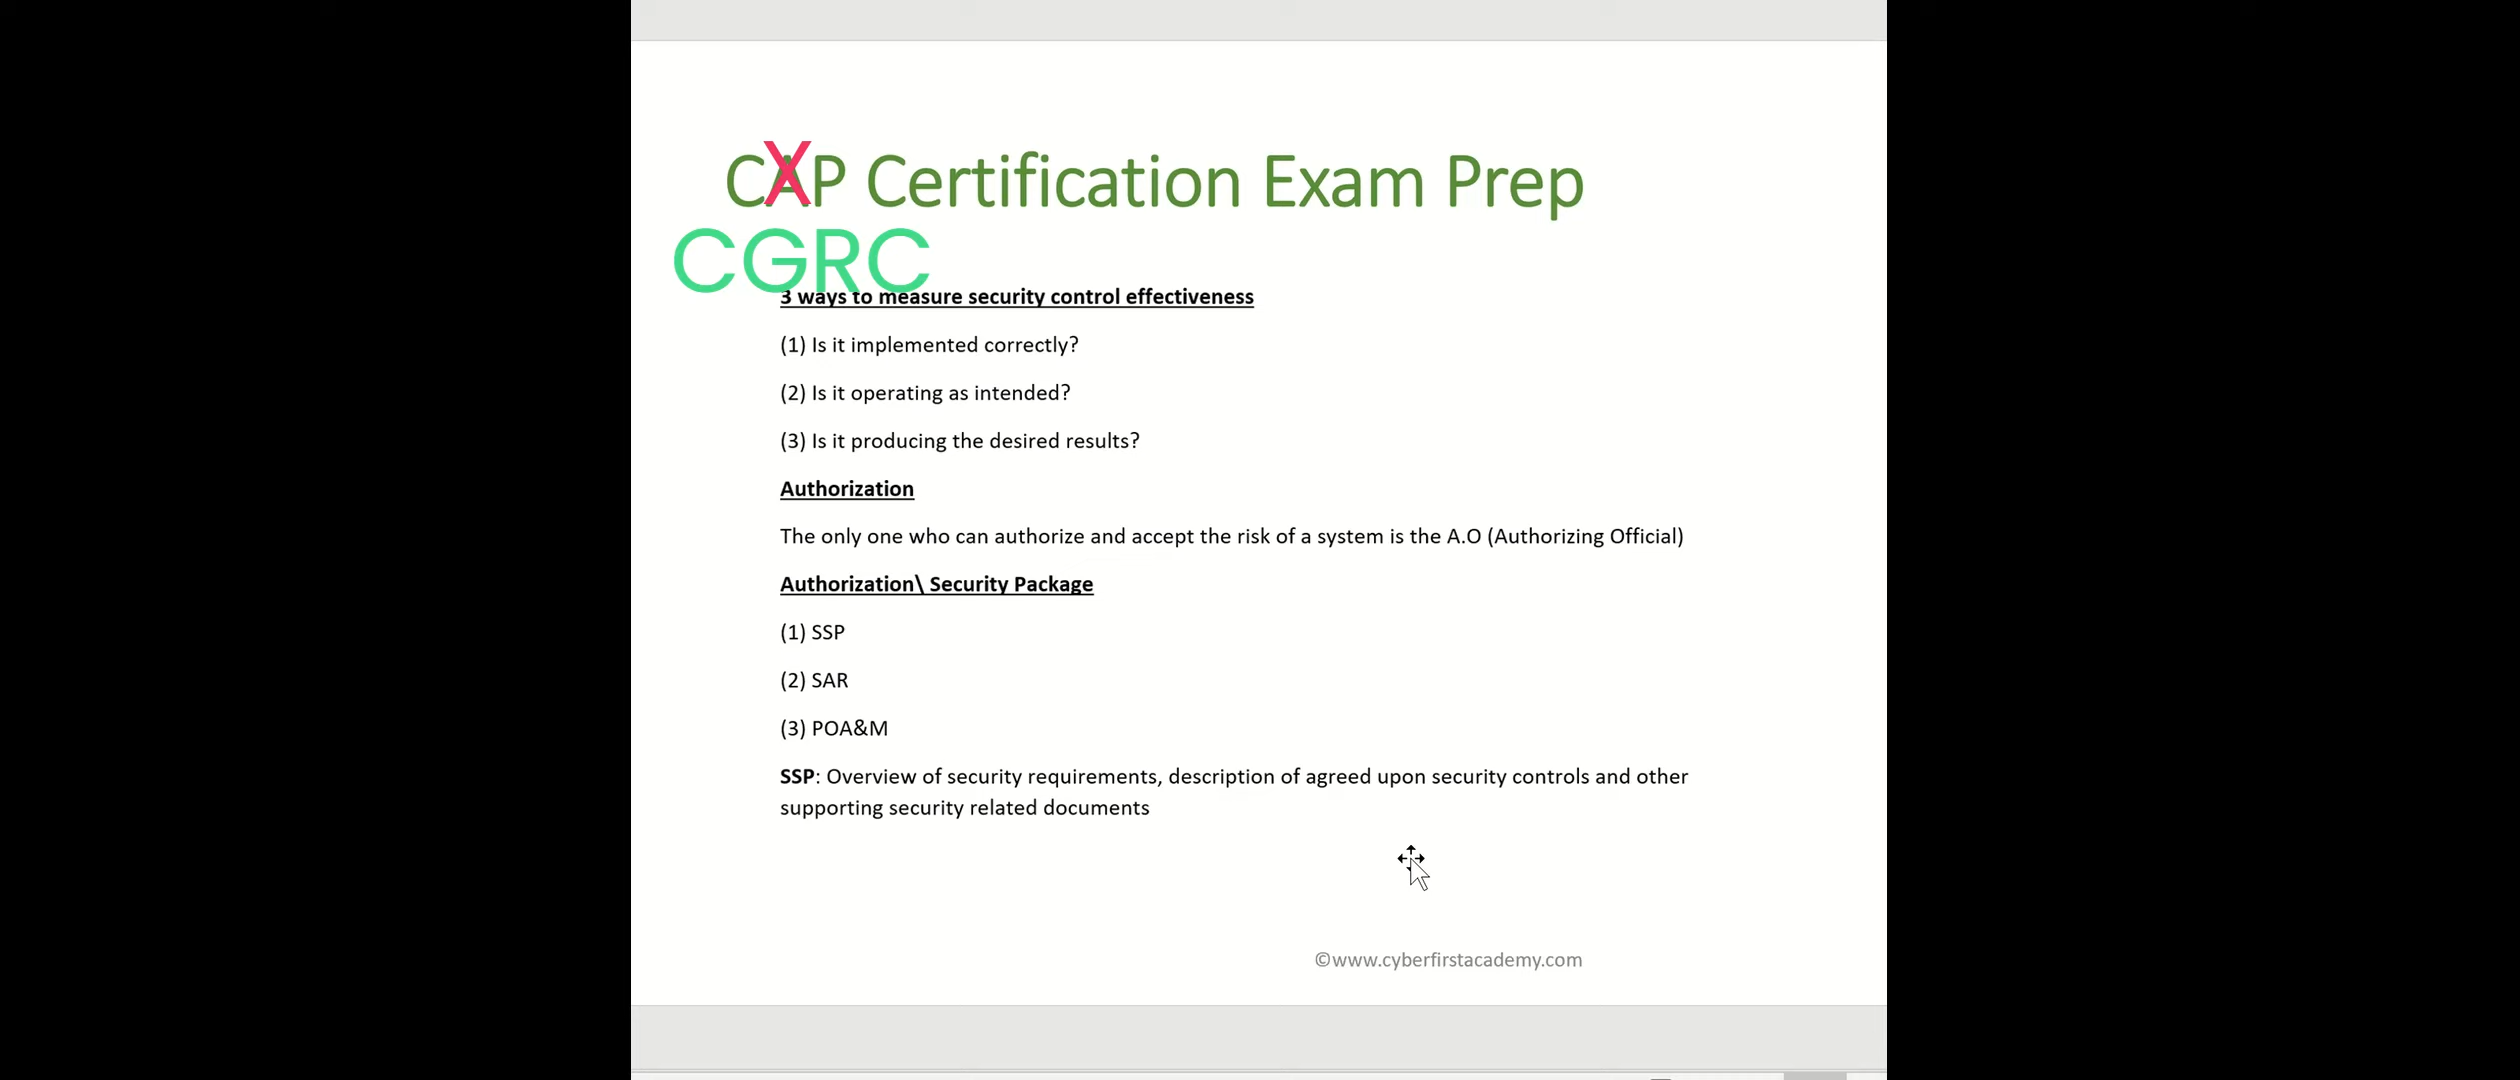 CAP Certification Exam Prep
X
CGRC
3 ways to measure security control effectiveness
(1) Is it implemented correctly?
(2) Is it operating as intended?
(3) Is it producing the desired results?
Authorization
The only one who can authorize and accept the risk of a system is the A.O (Authorizing Official)
Authorization\ Security Package
(1) SSP
(2) SAR
(3) POA&M
SSP: Overview of security requirements, description of agreed upon security controls and other
supporting security related documents
©www.cyberfirstacademy.com